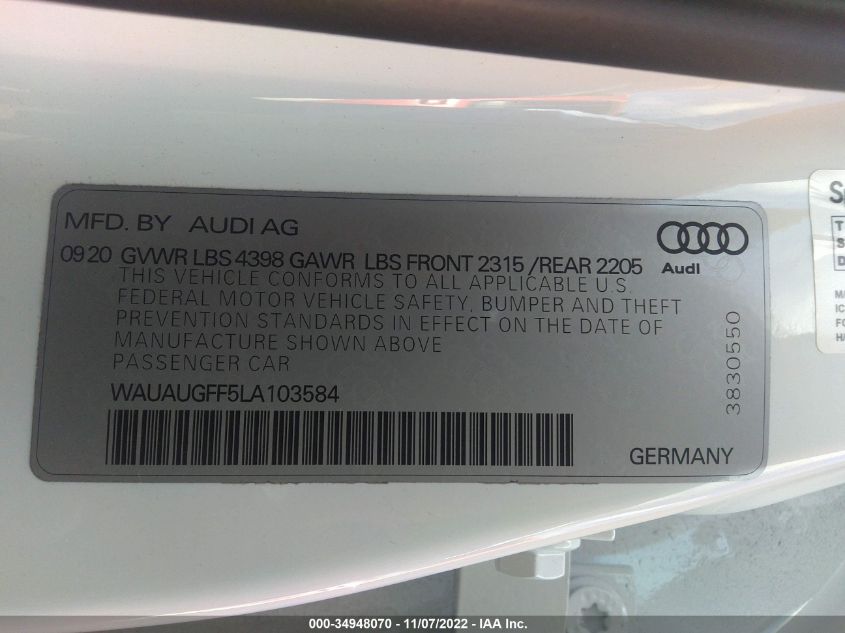 MFD. BY AUDI AG
09 20 GVWR LBS 4398 GAWR LBS FRONT 2315 /REAR 2205
Audi
THIS VEHICLE CONFORMS TO ALL APPLICABLE U.S.
FEDERAL MOTOR VEHICLE SAFETY, BUMPER AND THEFT
PREVENTION STANDARDS IN EFFECT ON THE DATE OF
MANUFACTURE SHOWN ABOVE
PASSENGER CAR
WAUAUGFF5LA103584
3830550
GERMANY
000-34948070 - 11/07/2022 - IAA Inc.